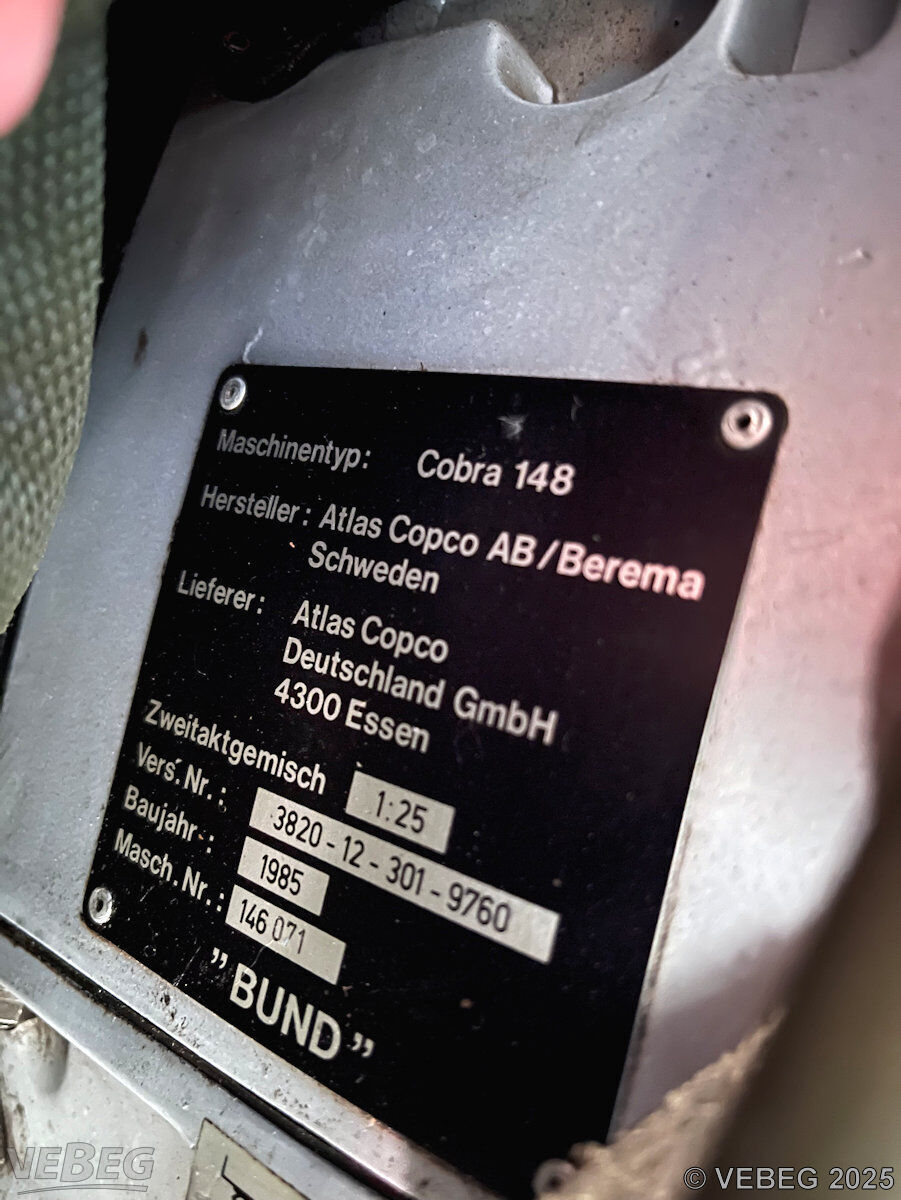 Maschinentyp: Cobra 148
Hersteller: Atlas Copco AB/Berema
Schweden
Lieferer: Atlas Copco
Deutschland GmbH
4300 Essen
Zweitaktgemisch 1:25
Vers. Nr.: 3820-12-301-9760
Baujahr: 1985
Masch. Nr.: 146 071
"BUND"
VEBEG
© VEBEG 2025